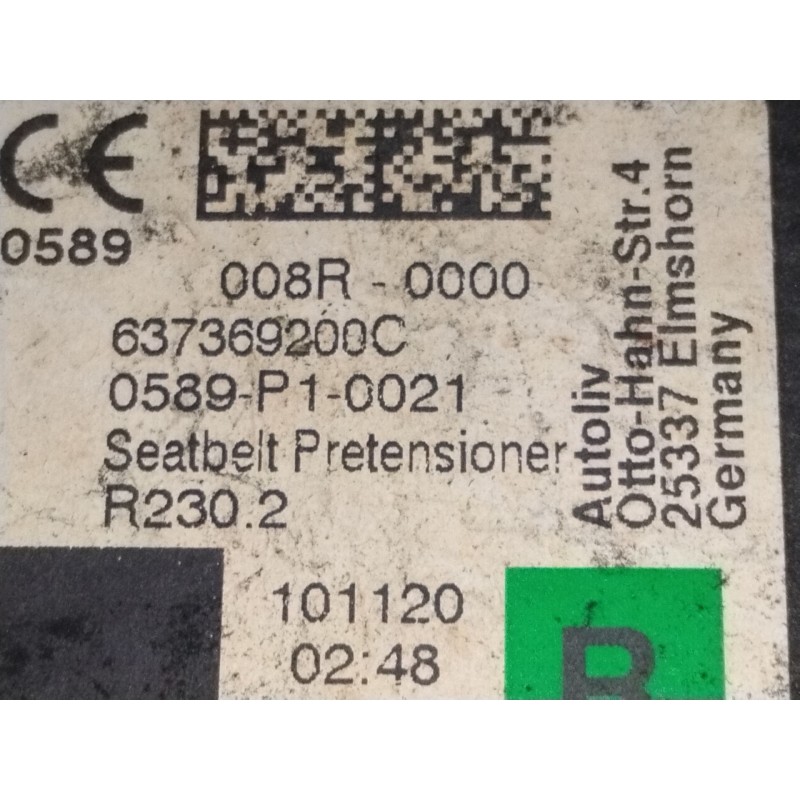 CE
0589
008R - 0000
637369200C
0589-P1-0021
Seatbelt Pretensioner
R230.2
101120
02:48
Autoliv
Otto-Hahn-Str.4
25337 Elmshorn
Germany
R